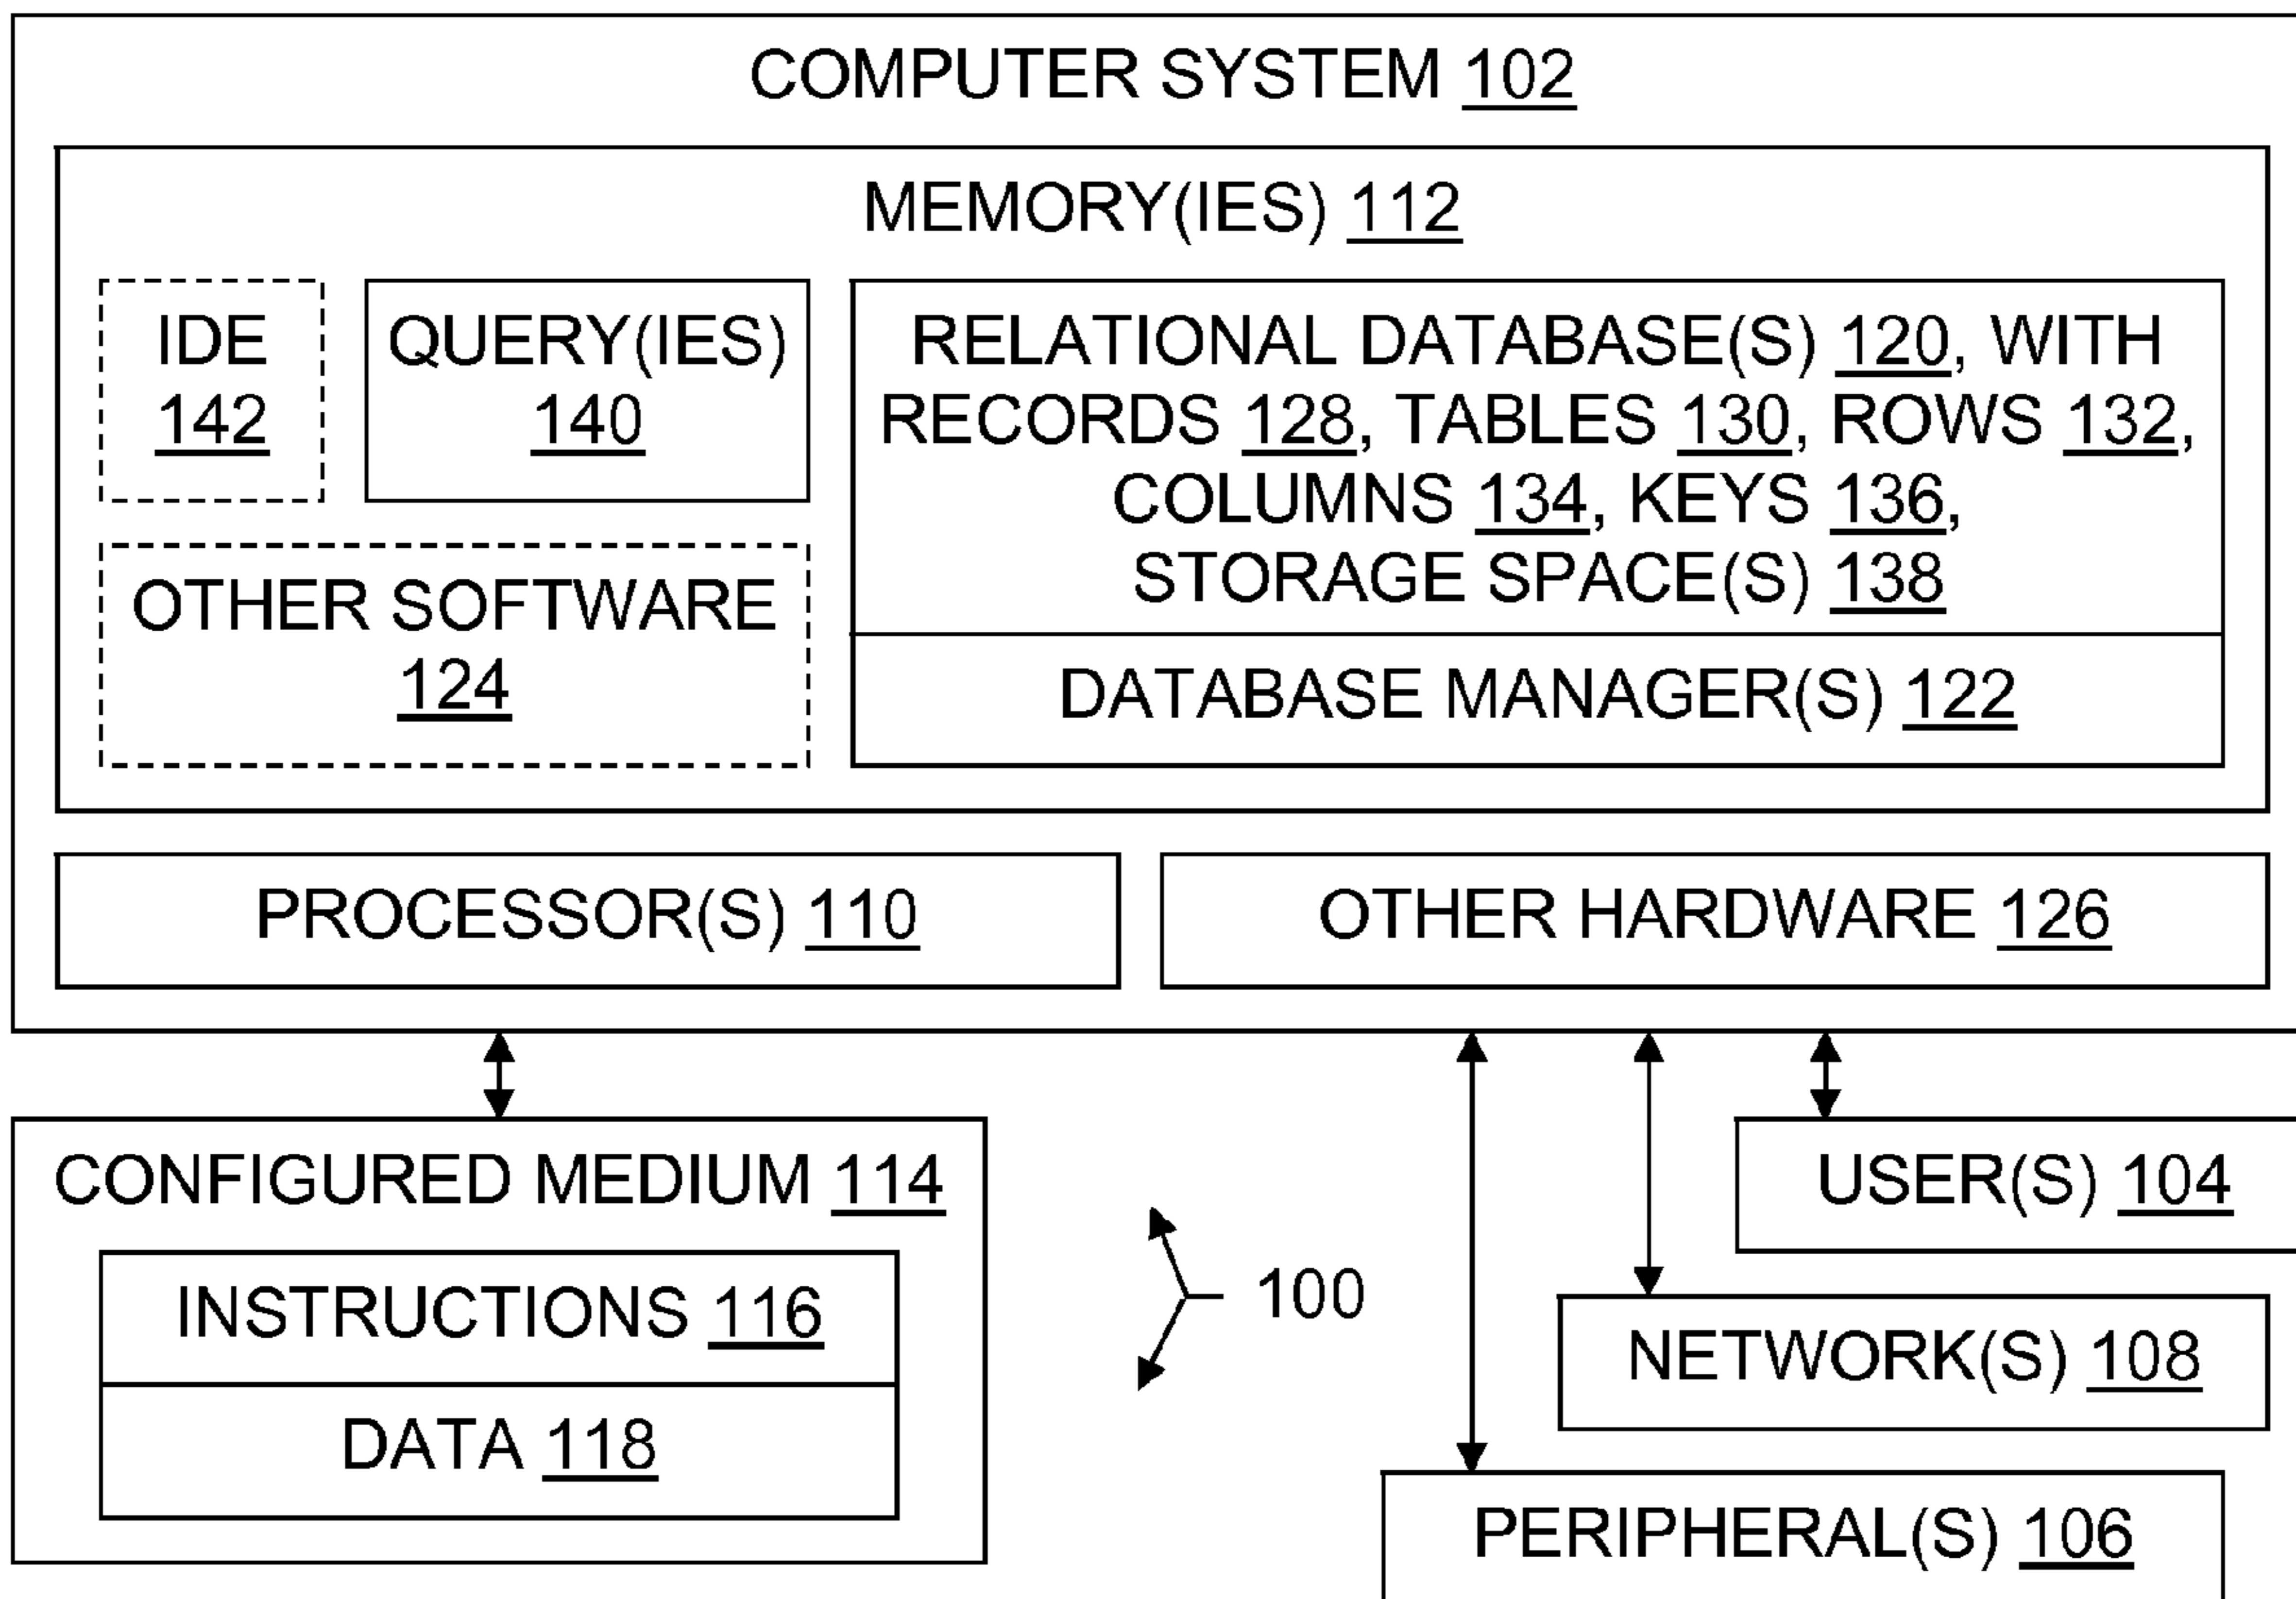 COMPUTER SYSTEM 102
MEMORY(IES) 112
IDE
142
QUERY(IES)
140
RELATIONAL DATABASE(S) 120, WITH
RECORDS 128, TABLES 130, ROWS 132,
COLUMNS 134, KEYS 136,
STORAGE SPACE(S) 138
OTHER SOFTWARE
124
DATABASE MANAGER(S) 122
PROCESSOR(S) 110
OTHER HARDWARE 126
CONFIGURED MEDIUM 114
INSTRUCTIONS 116
DATA 118
100
USER(S) 104
NETWORK(S) 108
PERIPHERAL(S) 106